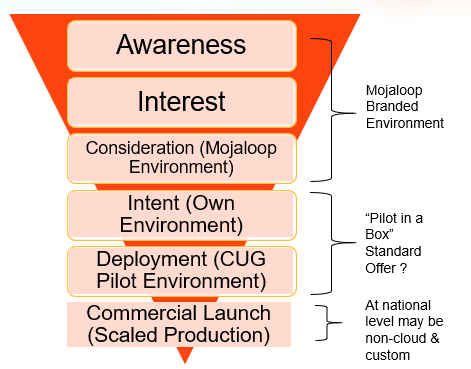 Awareness
Interest
Consideration (Mojaloop
Environment)
Intent (Own
Environment)
Deployment (CUG
Pilot Environment)
Commercial Launch
(Scaled Production)
Mojaloop
Branded
Environment
“Pilot in a
Box”
Standard
Offer ?
At national
level may be
non-cloud &
custom